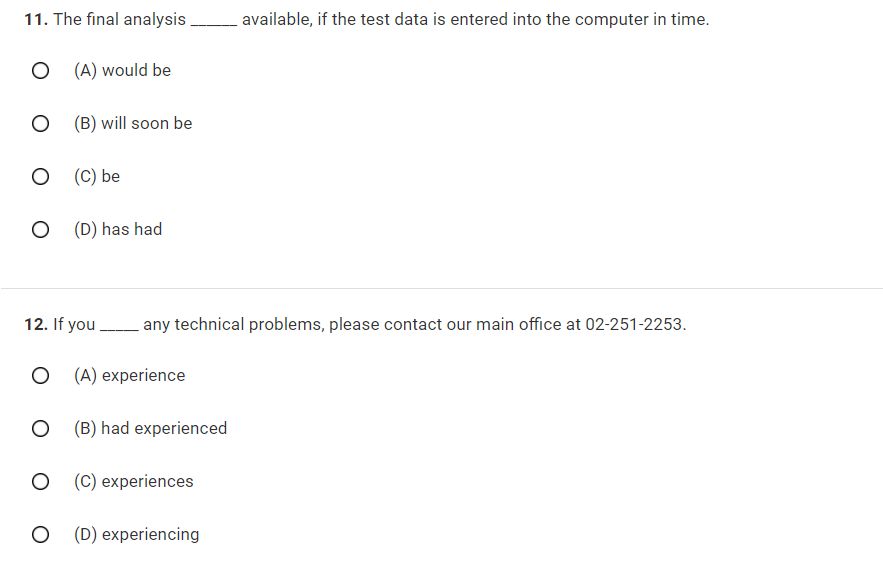 11. The final analysis ______ available, if the test data is entered into the computer in time.
(A) would be
(B) will soon be
(C) be
(D) has had
12. If you _____ any technical problems, please contact our main office at 02-251-2253.
(A) experience
(B) had experienced
(C) experiences
(D) experiencing